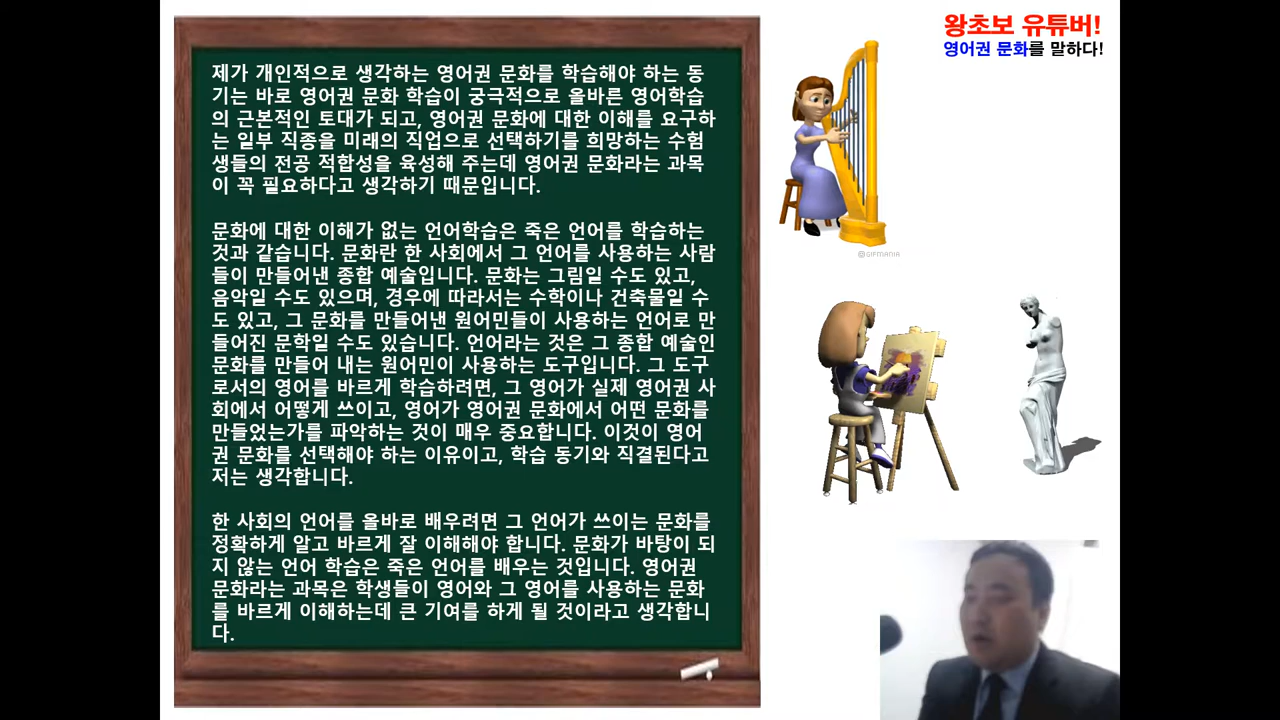 왕초보 유튜버!
영어권 문화를 말하다!
제가 개인적으로 생각하는 영어권 문화를 학습해야 하는 동
기는 바로 영어권 문화 학습이 궁극적으로 올바른 영어학습
의 근본적인 토대가 되고, 영어권 문화에 대한 이해를 요구하
는 일부 직종을 미래의 직업으로 선택하기를 희망하는 수험
생들의 전공 적합성을 육성해 주는데 영어권 문화라는 과목
이 꼭 필요하다고 생각하기 때문입니다.
문화에 대한 이해가 없는 언어학습은 죽은 언어를 학습하는
것과 같습니다. 문화란 한 사회에서 그 언어를 사용하는 사람
들이 만들어낸 종합 예술입니다. 문화는 그림일 수도 있고,
음악일 수도 있으며, 경우에 따라서는 수학이나 건축물일 수
도 있고, 그 문화를 만들어낸 원어민들이 사용하는 언어로 만
들어진 문학일 수도 있습니다. 언어라는 것은 그 종합 예술인
문화를 만들어 내는 원어민이 사용하는 도구입니다. 그 도구
로서의 영어를 바르게 학습하려면, 그 영어가 실제 영어권 사
회에서 어떻게 쓰이고, 영어가 영어권 문화에서 어떤 문화를
만들었는가를 파악하는 것이 매우 중요합니다. 이것이 영어
권 문화를 선택해야 하는 이유이고, 학습 동기와 직결된다고
저는 생각합니다.
한 사회의 언어를 올바로 배우려면 그 언어가 쓰이는 문화를
정확하게 알고 바르게 잘 이해해야 합니다. 문화가 바탕이 되
지 않는 언어 학습은 죽은 언어를 배우는 것입니다. 영어권
문화라는 과목은 학생들이 영어와 그 영어를 사용하는 문화
를 바르게 이해하는데 큰 기여를 하게 될 것이라고 생각합니
다.
@GIFMANIA